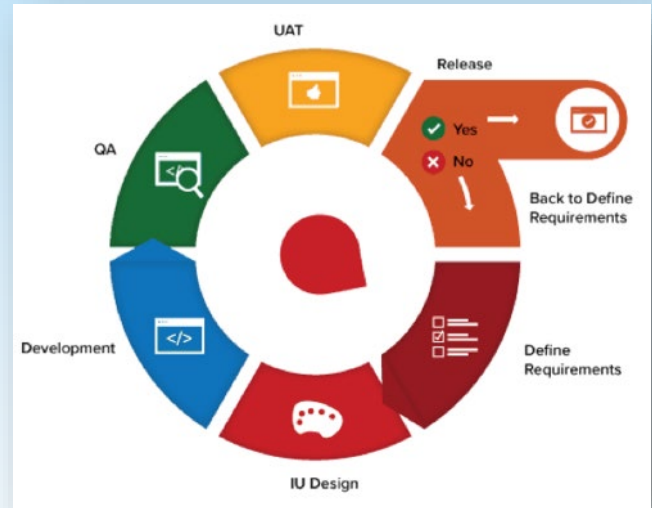 UAT
Release
Yes
No
QA
</>
Back to Define
Requirements
Development
</>
Define
Requirements
IU Design